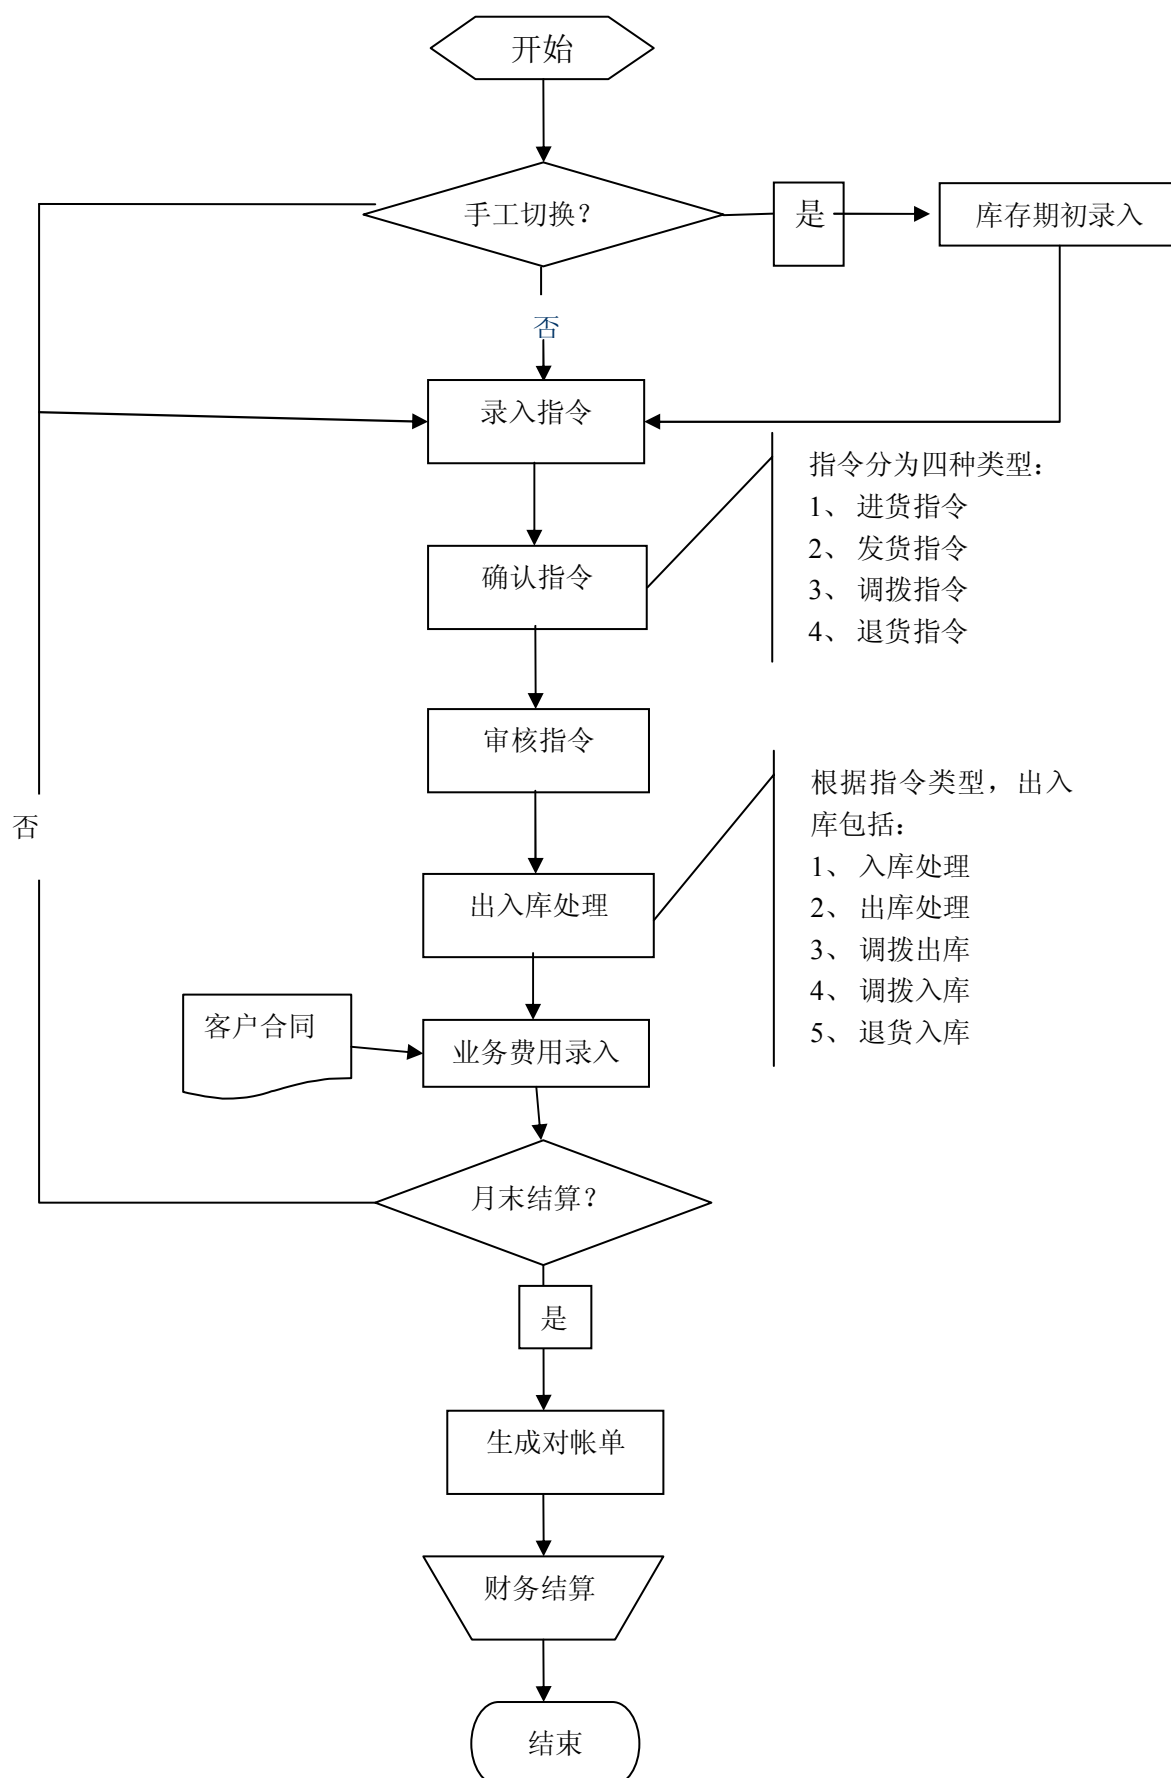 开始
手工切换?
是
库存期初录入
否
录入指令
指令分为四种类型:
1、 进货指令
2、 发货指令
3、 调拨指令
4、 退货指令
确认指令
审核指令
根据指令类型,出入
库包括:
1、 入库处理
2、 出库处理
3、 调拨出库
4、 调拨入库
5、 退货入库
否
出入库处理
客户合同
业务费用录入
月末结算?
是
生成对帐单
财务结算
结束